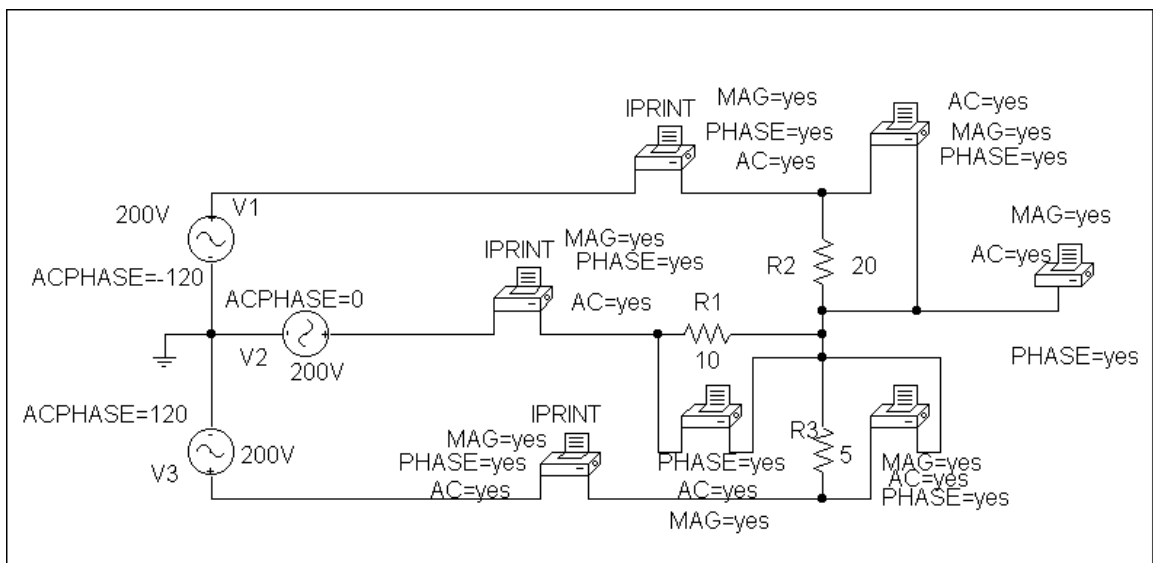 MAG=yes
IPRINT
AC=yes
PHASE=yes
MAG=yes
AC=yes
PHASE=yes
200V
V1
MAG=yes
IPRINT
MAG=yes
PHASE=yes
AC=yes
R2
20
ACPHASE=-120
ACPHASE=0
AC=yes
R1
V2
200V
10
PHASE=yes
ACPHASE=120
IPRINT
V3
200V
MAG=yes
R3
5
PHASE=yes
PHASE=yes
MAG=yes
AC=yes
AC=yes
AC=yes
PHASE=yes
MAG=yes